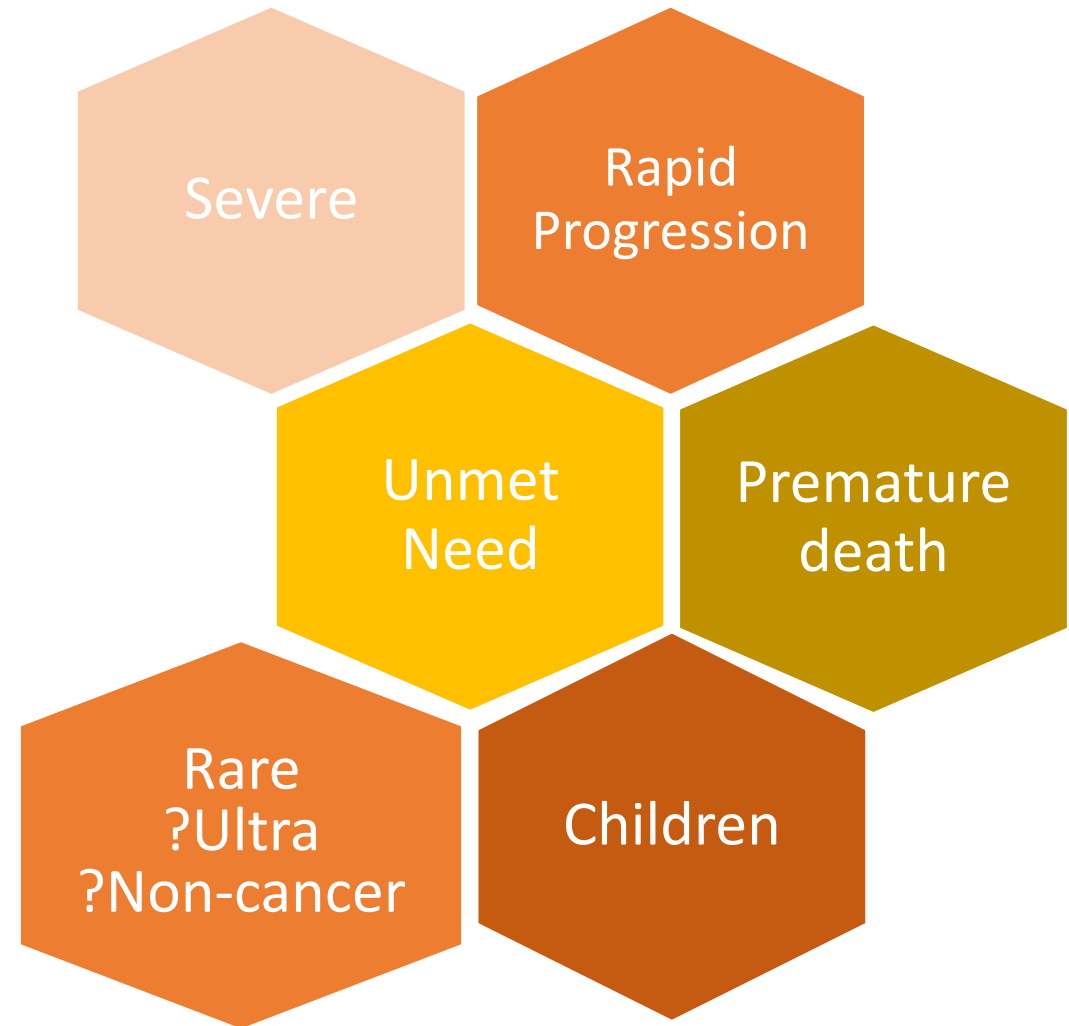 Severe
Rapid
Progression
Unmet
Need
Premature
death
Rare
?Ultra
?Non-cancer
Children